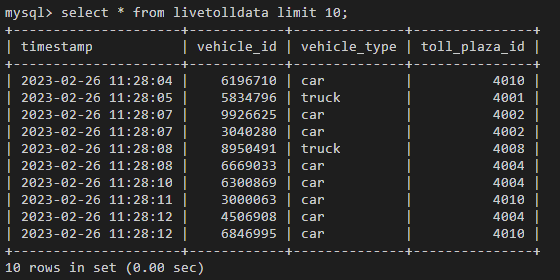 mysql> select * from livetolldata limit 10;
+---------------------+------------+--------------+---------------+
| timestamp           | vehicle_id | vehicle_type | toll_plaza_id |
+---------------------+------------+--------------+---------------+
| 2023-02-26 11:28:04 |    6196710 | car          |          4010 |
| 2023-02-26 11:28:05 |    5834796 | truck        |          4001 |
| 2023-02-26 11:28:07 |    9926625 | car          |          4002 |
| 2023-02-26 11:28:07 |    3040280 | car          |          4002 |
| 2023-02-26 11:28:08 |    8950491 | truck        |          4008 |
| 2023-02-26 11:28:08 |    6669033 | car          |          4004 |
| 2023-02-26 11:28:10 |    6300869 | car          |          4004 |
| 2023-02-26 11:28:11 |    3000063 | car          |          4010 |
| 2023-02-26 11:28:12 |    4506908 | car          |          4004 |
| 2023-02-26 11:28:12 |    6846995 | car          |          4010 |
+---------------------+------------+--------------+---------------+
10 rows in set (0.00 sec)